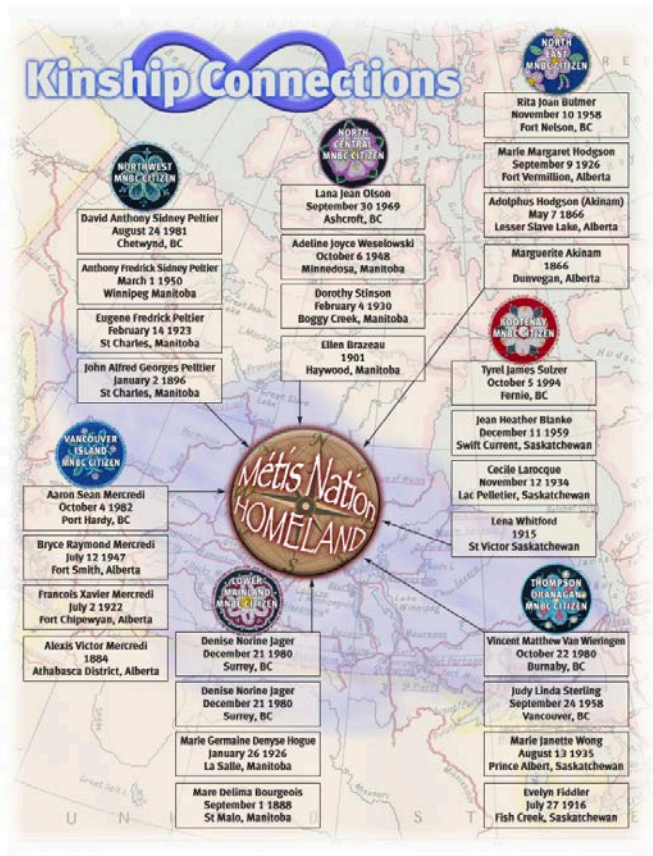 Kinship Connections
NORTH
EAST
MNBC CITIZEN
Rita Joan Bulmer
November 10 1958
Fort Nelson, BC
Marie Margaret Hodgson
September 9 1926
Fort Vermillion, Alberta
Adolphus Hodgson (Akinam)
May 7 1866
Lesser Slave Lake, Alberta
Marguerite Akinam
1866
Dunvegan, Alberta
NORTH
CENTRAL
MNBC CITIZEN
Lana Jean Olson
September 30 1969
Ashcroft, BC
Adeline Joyce Weselowski
October 6 1948
Minnedosa, Manitoba
Dorothy Stinson
February 4 1930
Boggy Creek, Manitoba
Ellen Brazeau
1901
Haywood, Manitoba
NORTHWEST
MNBC CITIZEN
David Anthony Sidney Peltier
August 24 1981
Chetwynd, BC
Anthony Fredrick Sidney Peltier
March 1 1950
Winnipeg Manitoba
Eugene Fredrick Peltier
February 14 1923
St Charles, Manitoba
John Alfred Georges Pelltier
January 2 1896
St Charles, Manitoba
KOOTENAY
MNBC CITIZEN
Tyrel James Sulzer
October 5 1994
Fernie, BC
Jean Heather Blanke
December 11 1959
Swift Current, Saskatchewan
Cecile Larocque
November 12 1934
Lac Pelletier, Saskatchewan
Lena Whitford
1915
St Victor Saskatchewan
VANCOUVER
ISLAND
MNBC CITIZEN
Aaron Sean Mercredi
October 4 1982
Port Hardy, BC
Bryce Raymond Mercredi
July 12 1947
Fort Smith, Alberta
Francois Xavier Mercredi
July 2 1922
Fort Chipewyan, Alberta
Alexis Victor Mercredi
1884
Athabasca District, Alberta
Métis Nation
HOMELAND
LOWER
MAINLAND
MNBC CITIZEN
Denise Norine Jager
December 21 1980
Surrey, BC
Denise Norine Jager
December 21 1980
Surrey, BC
Marie Germaine Denyse Hogue
January 26 1926
La Salle, Manitoba
Mare Delima Bourgeois
September 1 1888
St Malo, Manitoba
THOMPSON
OKANAGAN
MNBC CITIZEN
Vincent Matthew Van Wieringen
October 22 1980
Burnaby, BC
Judy Linda Sterling
September 24 1958
Vancouver, BC
Marie Janette Wong
August 13 1935
Prince Albert, Saskatchewan
Evelyn Fiddler
July 27 1916
Fish Creek, Saskatchewan